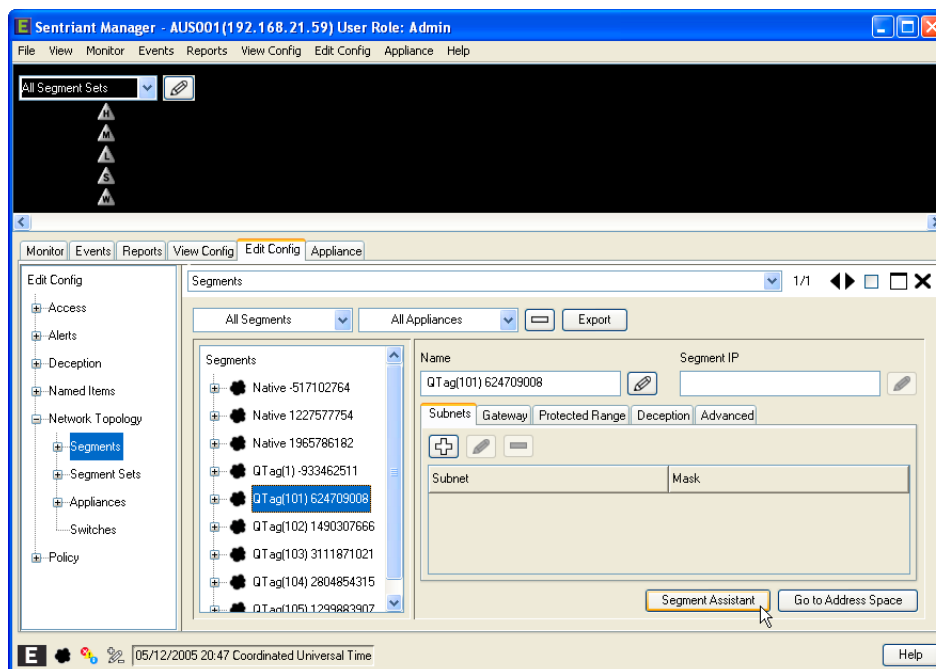 E Sentriant Manager - AUS001(192.168.21.59) User Role: Admin
File View Monitor Events Reports View Config Edit Config Appliance Help
All Segment Sets
H
M
L
S
W
Monitor Events Reports View Config Edit Config Appliance
Edit Config
Access
Alerts
Deception
Named Items
Network Topology
Segments
Segment Sets
Appliances
Switches
Policy
Segments 1/1
All Segments All Appliances Export
Segments
Native -517102764
Native 1227577754
Native 1965786182
QTag(1) -933462511
QTag(101) 624709008
QTag(102) 1490307666
QTag(103) 3111871021
QTag(104) 2804854315
QTag(105) 1299883907
Name Segment IP
QTag(101) 624709008
Subnets Gateway Protected Range Deception Advanced
Subnet Mask
Segment Assistant Go to Address Space
E 05/12/2005 20:47 Coordinated Universal Time Help